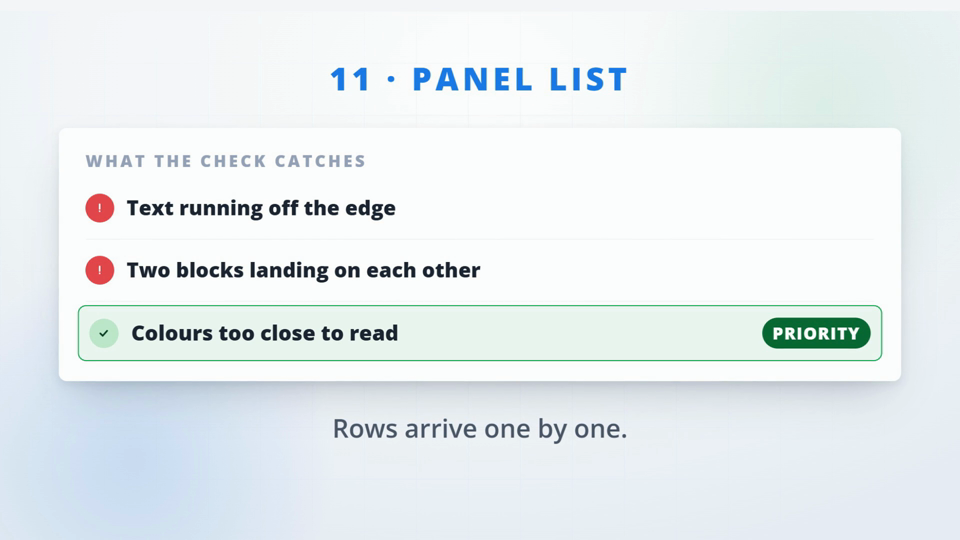 11 · PANEL LIST
WHAT THE CHECK CATCHES
! Text running off the edge
! Two blocks landing on each other
✓ Colours too close to read PRIORITY
Rows arrive one by one.